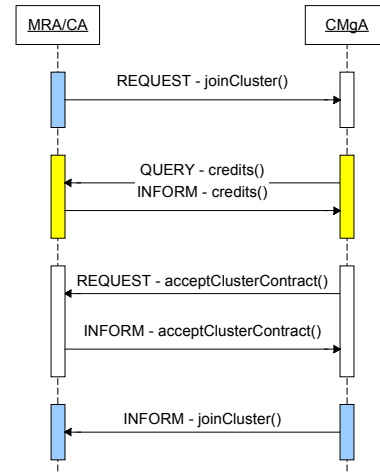 MRA/CA
CMgA
REQUEST - joinCluster()
QUERY - credits()
INFORM - credits()
REQUEST - acceptClusterContract()
INFORM - acceptClusterContract()
INFORM - joinCluster()